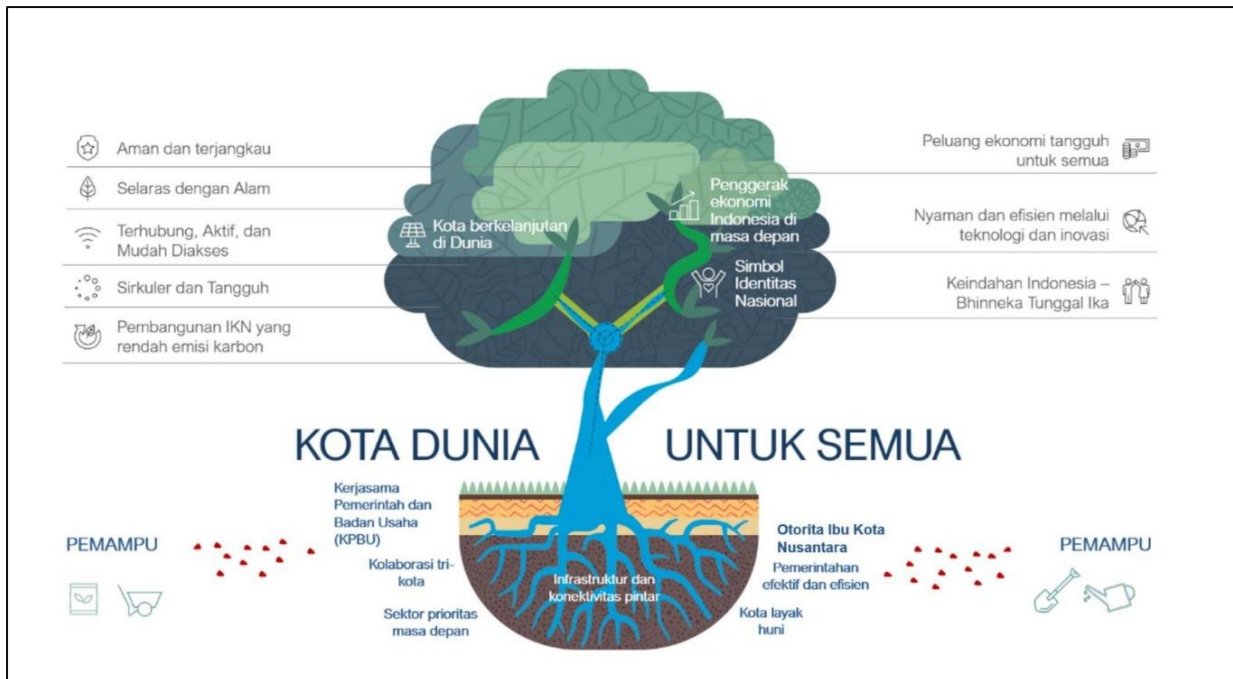 Aman dan terjangkau
Selaras dengan Alam
Terhubung, Aktif, dan
Mudah Diakses
Sirkuler dan Tangguh
Pembangunan IKN yang
rendah emisi karbon
Kota berkelanjutan
di Dunia
Penggerak
ekonomi
Indonesia di
masa depan
Simbol
Identitas
Nasional
Peluang ekonomi tangguh
untuk semua
Nyaman dan efisien melalui
teknologi dan inovasi
Keindahan Indonesia –
Bhinneka Tunggal Ika
KOTA DUNIA UNTUK SEMUA
PEMAMPU
Kerjasama
Pemerintah dan
Badan Usaha
(KPBU)
Kolaborasi tri-
kota
Sektor prioritas
masa depan
Infrastruktur dan
konektivitas pintar
Otorita Ibu Kota
Nusantara
Pemerintahan
efektif dan efisien
Kota layak
huni
PEMAMPU